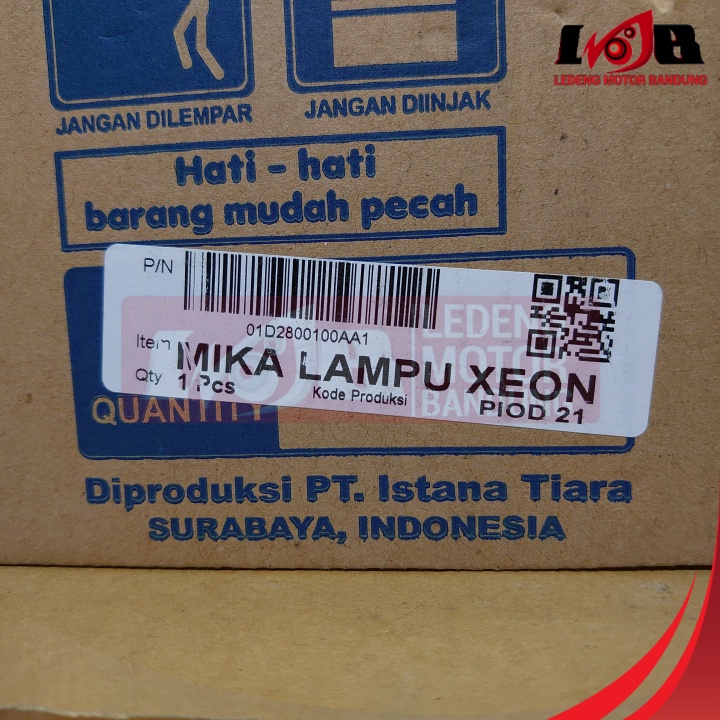 LMB
LEDENG MOTOR BANDUNG
JANGAN DILEMPAR
JANGAN DIINJAK
Hati - hati
barang mudah pecah
P/N
01D2800100AA1
Item MIKA LAMPU XEON
Qty 1 Pcs
Kode Produksi
PIOD 21
LEDENG
MOTOR
BANDUNG
QUANTITY
Diproduksi PT. Istana Tiara
SURABAYA, INDONESIA